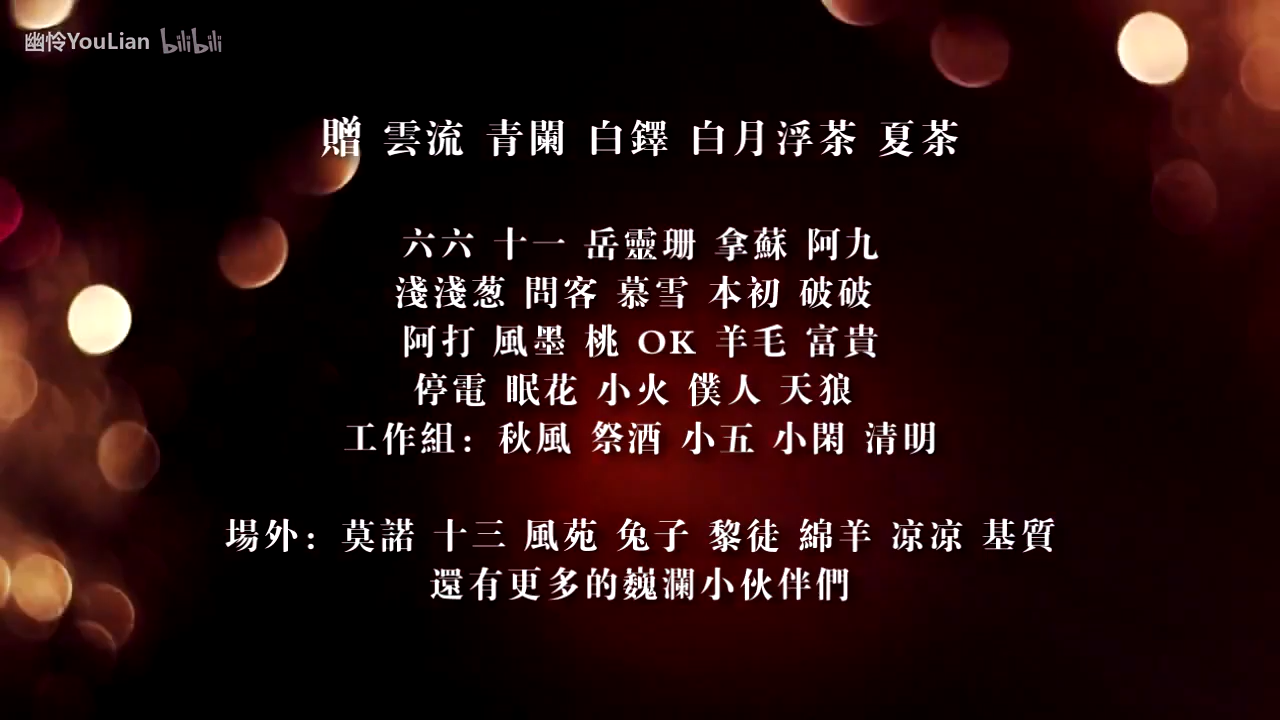 幽怜YouLian bilibili
贈 雲流 青闌 白鐸 白月浮茶 夏茶
六六 十一 岳靈珊 拿蘇 阿九
淺淺葱 問客 慕雪 本初 破破
阿打 風墨 桃 OK 羊毛 富貴
停電 眠花 小火 僕人 天狼
工作組：秋風 祭酒 小五 小閑 清明
場外：莫諾 十三 風苑 兔子 黎徒 綿羊 凉凉 基質
還有更多的巍瀾小伙伴們